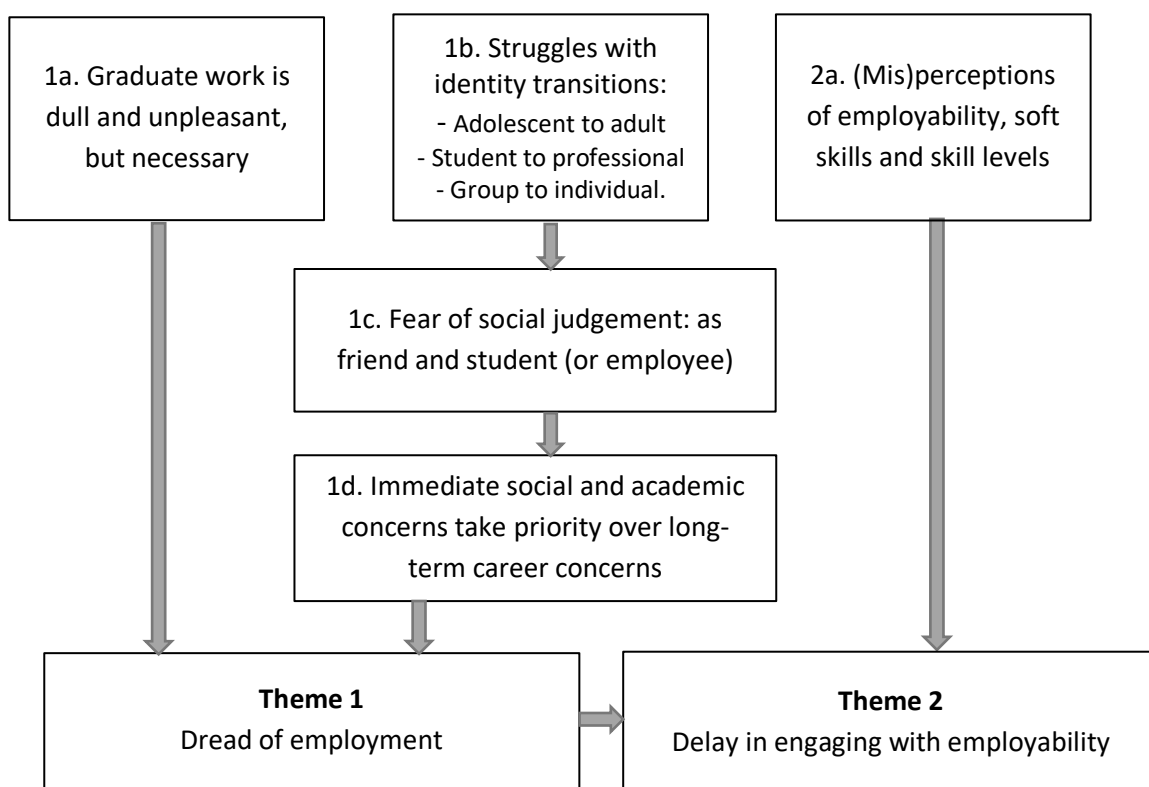 1a. Graduate work is
dull and unpleasant,
but necessary
1b. Struggles with
identity transitions:
- Adolescent to adult
- Student to professional
- Group to individual.
2a. (Mis)perceptions
of employability, soft
skills and skill levels
1c. Fear of social judgement: as
friend and student (or employee)
1d. Immediate social and academic
concerns take priority over long-
term career concerns
Theme 1
Dread of employment
Theme 2
Delay in engaging with employability